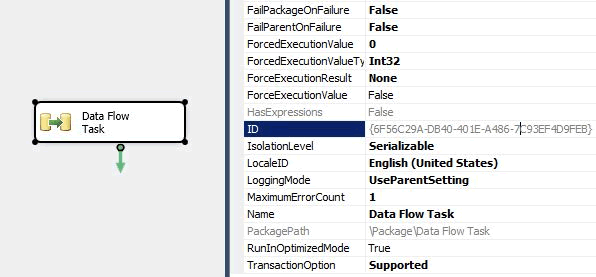 Data Flow
Task
FailPackageOnFailure False
FailParentOnFailure False
ForcedExecutionValue 0
ForcedExecutionValueTy Int32
ForceExecutionResult None
ForceExecutionValue False
HasExpressions False
ID {6F56C29A-DB40-401E-A486-7C93EF4D9FEB}
IsolationLevel Serializable
LocaleID English (United States)
LoggingMode UseParentSetting
MaximumErrorCount 1
Name Data Flow Task
PackagePath \Package\Data Flow Task
RunInOptimizedMode True
TransactionOption Supported